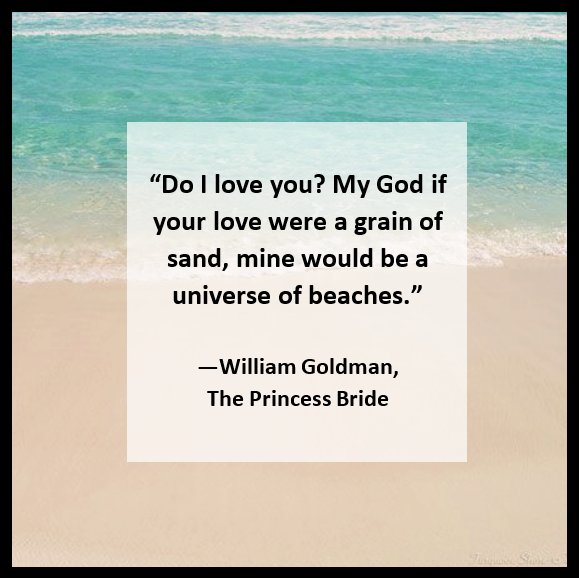 “Do I love you? My God if
your love were a grain of
sand, mine would be a
universe of beaches.”
—William Goldman,
The Princess Bride